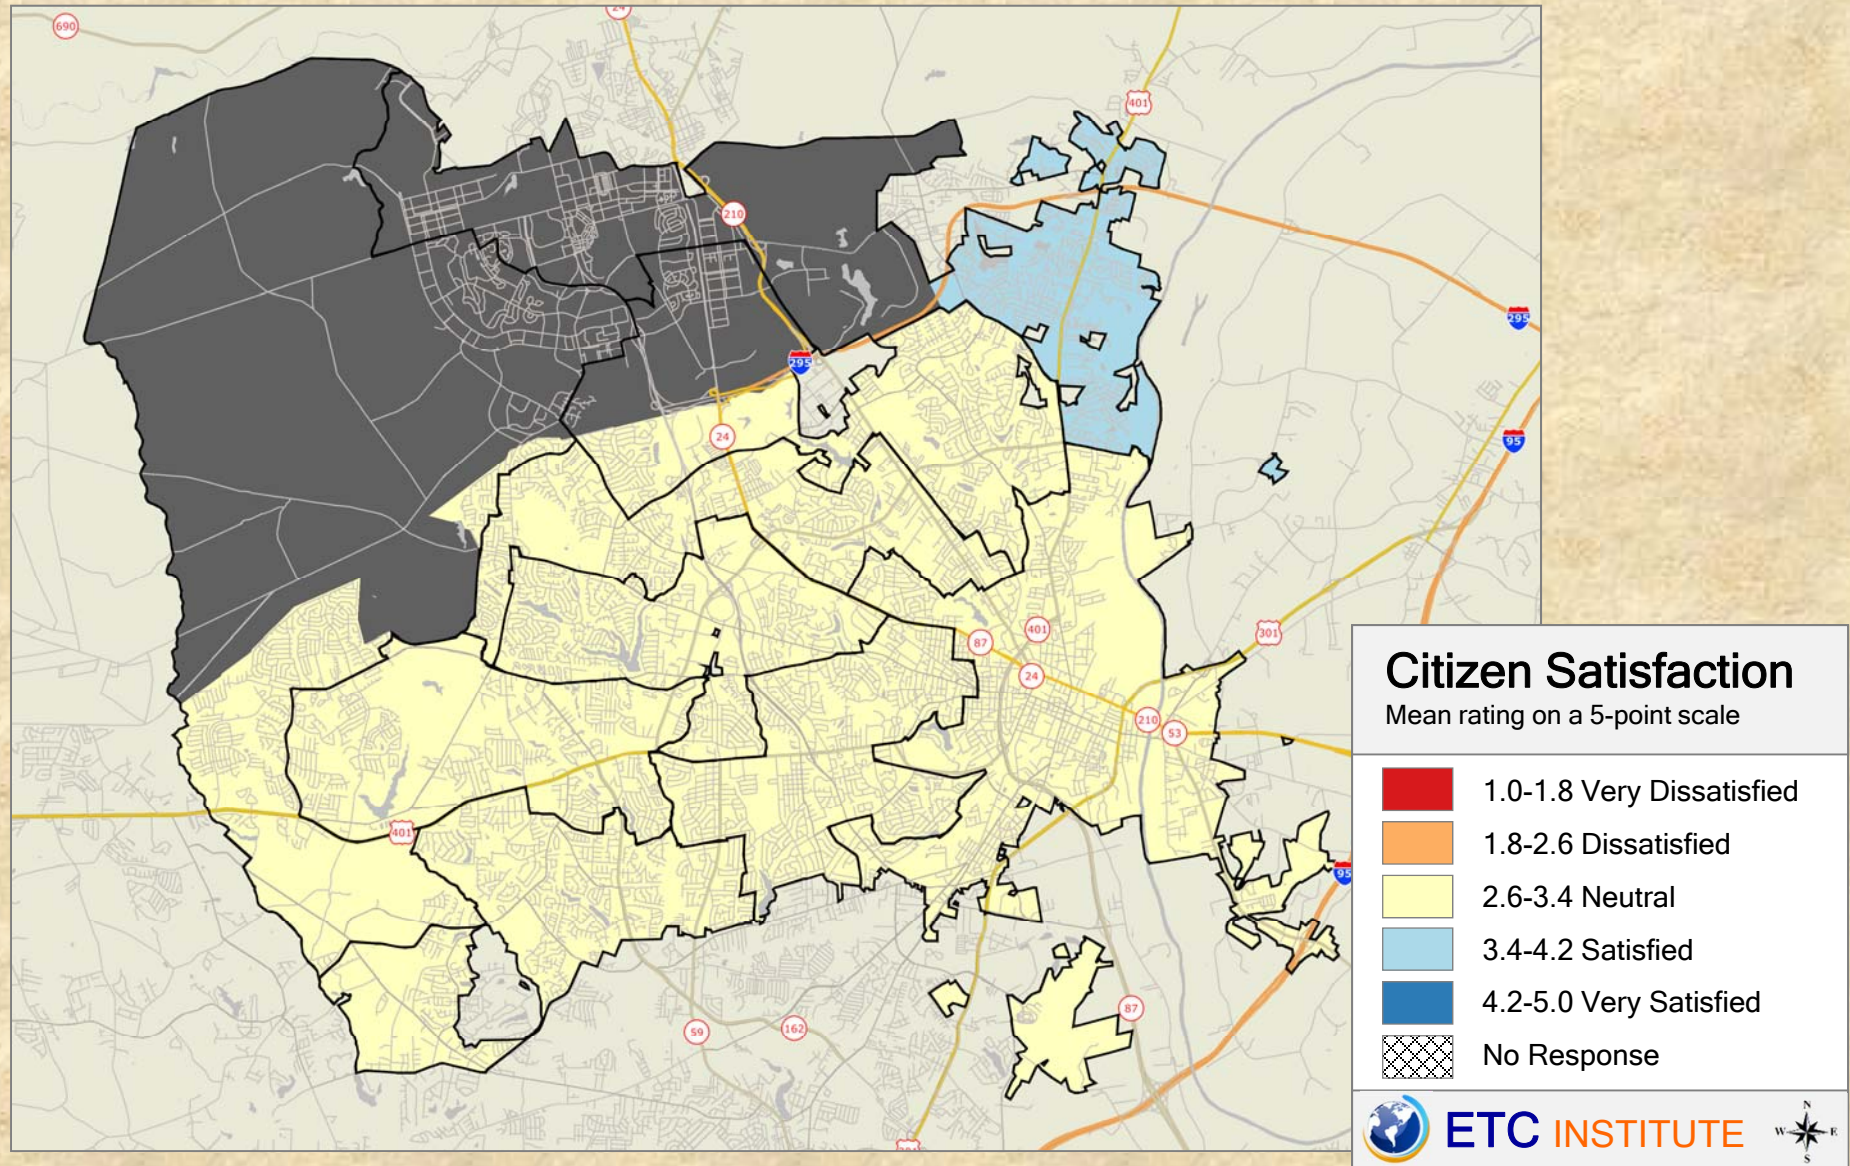 24
690
401
210
295
295
24
95
87
401
24
301
210
53
401
95
59
162
87
Citizen Satisfaction
Mean rating on a 5-point scale
1.0-1.8 Very Dissatisfied
1.8-2.6 Dissatisfied
2.6-3.4 Neutral
3.4-4.2 Satisfied
4.2-5.0 Very Satisfied
No Response
ETC INSTITUTE
N
W
E
S